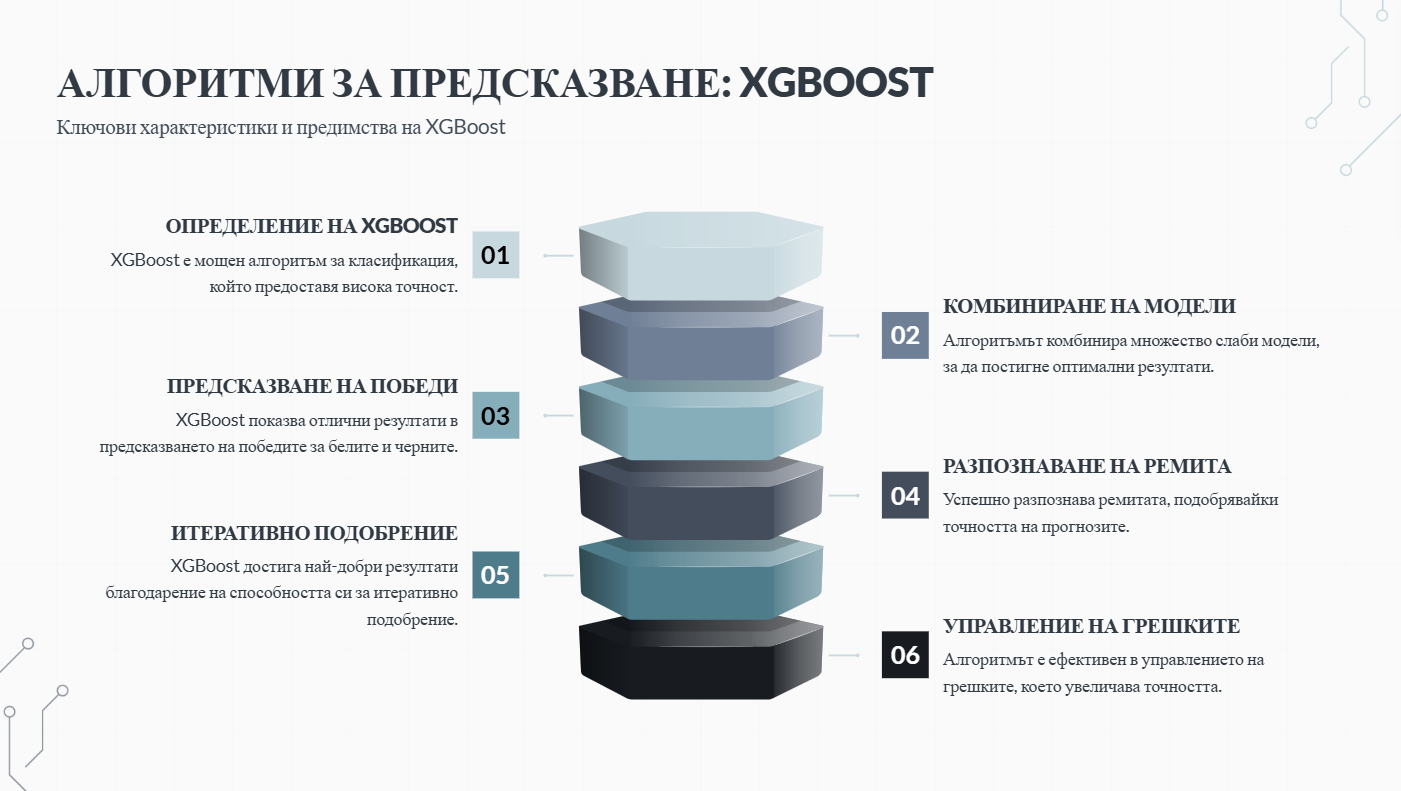 АЛГОРИТМИ ЗА ПРЕДСКАЗВАНЕ: XGBOOST
Ключови характеристики и предимства на XGBoost
ОПРЕДЕЛЕНИЕ НА XGBOOST
XGBoost е мощен алгоритъм за класификация,
който предоставя висока точност.
01
КОМБИНИРАНЕ НА МОДЕЛИ
02
Алгоритъмът комбинира множество слаби модели,
за да постигне оптимални резултати.
ПРЕДСКАЗВАНЕ НА ПОБЕДИ
XGBoost показва отлични резултати в
предсказването на победите за белите и черните.
03
РАЗПОЗНАВАНЕ НА РЕМИТА
04
Успешно разпознава ремитата, подобрявайки
точността на прогнозите.
ИТЕРАТИВНО ПОДОБРЕНИЕ
XGBoost достига най-добри резултати
благодарение на способността си за итеративно
подобрение.
05
УПРАВЛЕНИЕ НА ГРЕШКИТЕ
06
Алгоритмът е ефективен в управлението на
грешките, което увеличава точността.